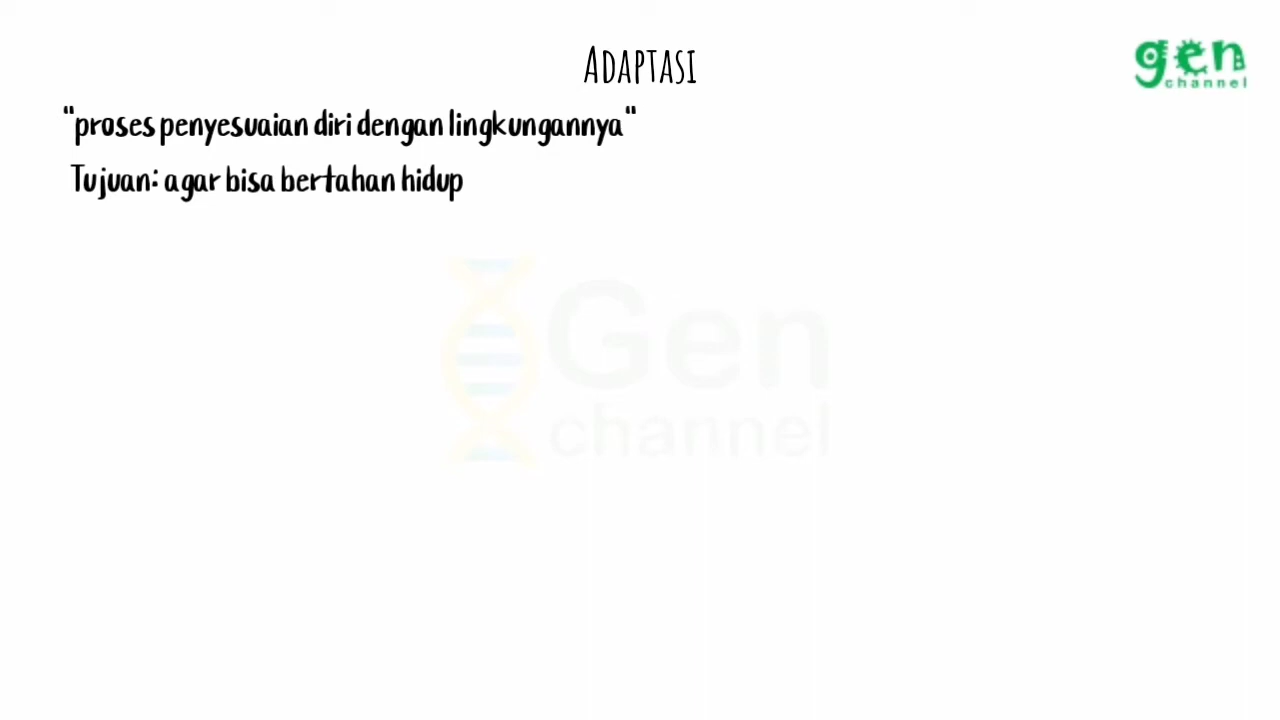 ADAPTASI
gen
channel
"proses penyesuaian diri dengan lingkungannya"
Tujuan: agar bisa bertahan hidup
Gen
channel